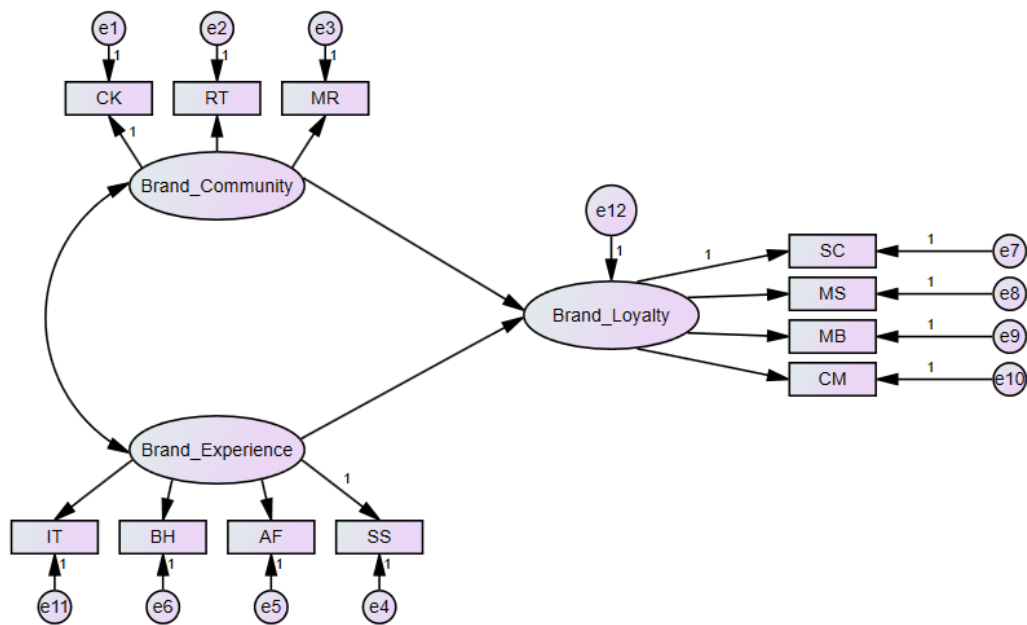 e1 e2 e3
1 1 1
CK RT MR
1
Brand_Community
e12
1
1 SC 1 e7
MS 1 e8
Brand_Loyalty
MB 1 e9
CM 1 e10
Brand_Experience
1
IT BH AF SS
1 1 1 1
e11 e6 e5 e4